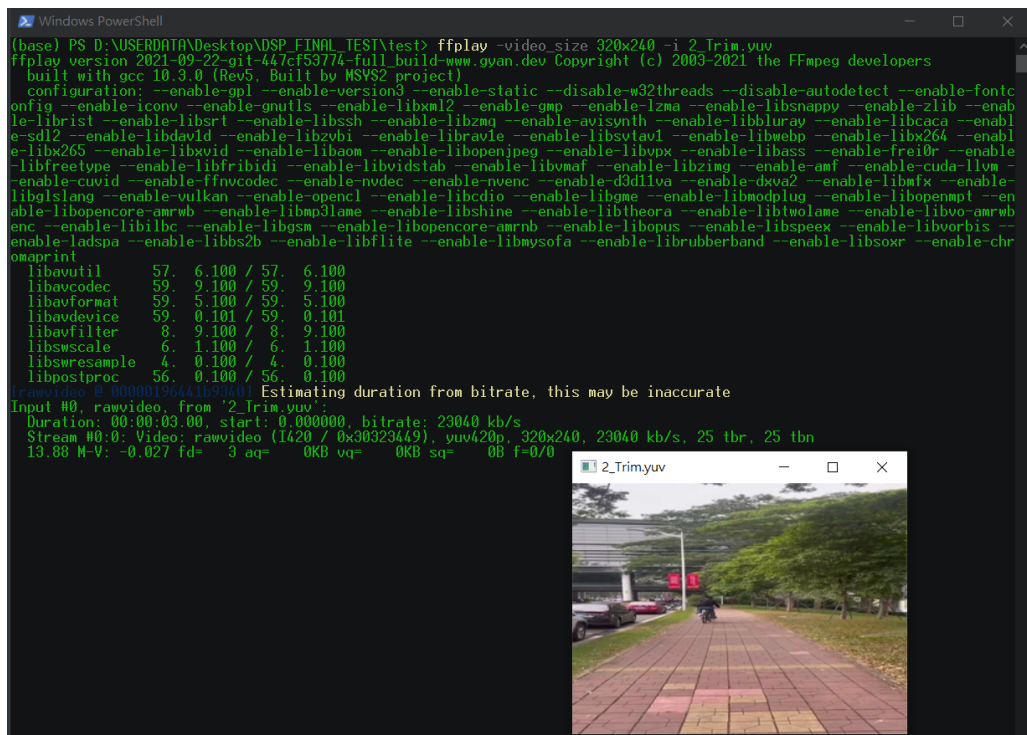 Windows PowerShell
(base) PS D:\USERDATA\Desktop\DSP_FINAL_TEST\test> ffplay -video_size 320x240 -i 2_Trim.yuv
ffplay version 2021-09-22-git-447cf53774-full_build-www.gyan.dev Copyright (c) 2003-2021 the FFmpeg developers
built with gcc 10.3.0 (Rev5, Built by MSYS2 project)
configuration: --enable-gpl --enable-version3 --enable-static --disable-w32threads --disable-autodetect --enable-fontc
onfig --enable-iconv --enable-gnutls --enable-libxml2 --enable-gmp --enable-lzma --enable-libsnappy --enable-zlib --enab
le-librist --enable-libsrt --enable-libssh --enable-libzmq --enable-avisynth --enable-libbluray --enable-libcaca --enabl
e-sdl2 --enable-libdav1d --enable-libzvbi --enable-librav1e --enable-libsvtav1 --enable-libwebp --enable-libx264 --enabl
e-libx265 --enable-libxvid --enable-libaom --enable-libopenjpeg --enable-libvpx --enable-libass --enable-frei0r --enable
-libfreetype --enable-libfribidi --enable-libvidstab --enable-libvmaf --enable-libzimg --enable-amf --enable-cuda-llvm -
-enable-cuvid --enable-ffnvcodec --enable-nvdec --enable-nvenc --enable-d3d11va --enable-dxva2 --enable-libmfx --enable-
libglslang --enable-vulkan --enable-opencl --enable-libcdio --enable-libgme --enable-libmodplug --enable-libopenmpt --en
able-libopencore-amrwb --enable-libmp3lame --enable-libshine --enable-libtheora --enable-libtwolame --enable-libvo-amrwb
enc --enable-libilbc --enable-libgsm --enable-libopencore-amrnb --enable-libopus --enable-libspeex --enable-libvorbis --
enable-ladspa --enable-libbs2b --enable-libflite --enable-libmysofa --enable-librubberband --enable-libsoxr --enable-chr
omaprint
libavutil 57. 6.100 / 57. 6.100
libavcodec 59. 9.100 / 59. 9.100
libavformat 59. 5.100 / 59. 5.100
libavdevice 59. 0.101 / 59. 0.101
libavfilter 8. 9.100 / 8. 9.100
libswscale 6. 1.100 / 6. 1.100
libswresample 4. 0.100 / 4. 0.100
libpostproc 56. 0.100 / 56. 0.100
[rawvideo @ 00000196441b9340] Estimating duration from bitrate, this may be inaccurate
Input #0, rawvideo, from '2_Trim.yuv':
Duration: 00:00:03.00, start: 0.000000, bitrate: 23040 kb/s
Stream #0:0: Video: rawvideo (I420 / 0x30323449), yuv420p, 320x240, 23040 kb/s, 25 tbr, 25 tbn
13.88 M-V: -0.027 fd= 3 aq= 0KB vq= 0KB sq= 0B f=0/0
2_Trim.yuv